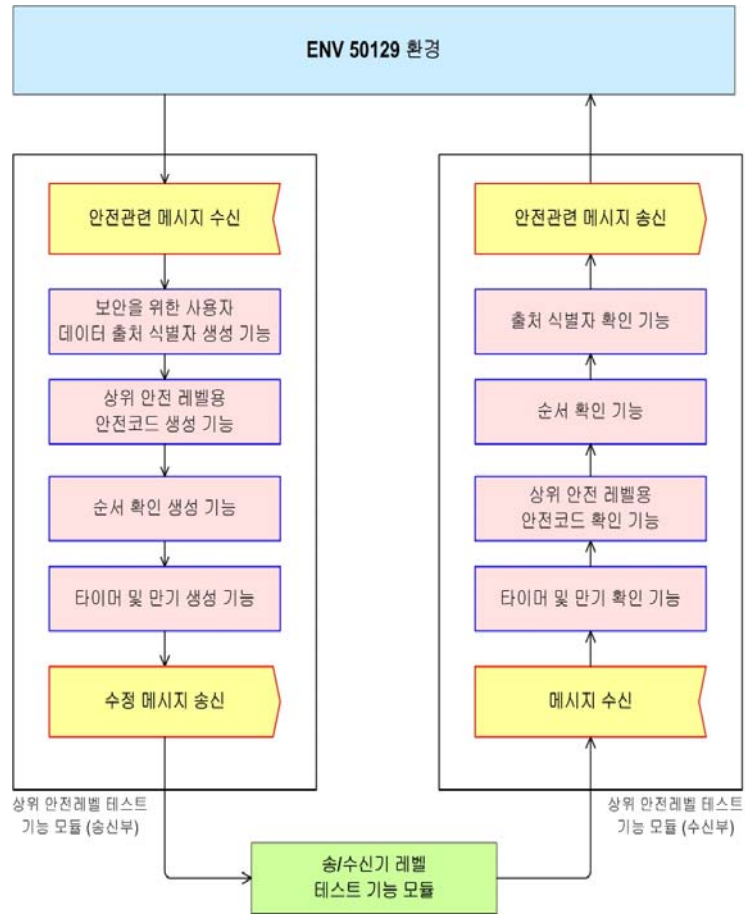 ENV 50129 환경
안전관련 메시지 수신
보안을 위한 사용자
데이터 출처 식별자 생성 기능
상위 안전 레벨용
안전코드 생성 기능
순서 확인 생성 기능
타이머 및 만기 생성 기능
수정 메시지 송신
상위 안전레벨 테스트
기능 모듈 (송신부)
안전관련 메시지 송신
출처 식별자 확인 기능
순서 확인 기능
상위 안전 레벨용
안전코드 확인 기능
타이머 및 만기 확인 기능
메시지 수신
상위 안전레벨 테스트
기능 모듈 (수신부)
송/수신기 레벨
테스트 기능 모듈